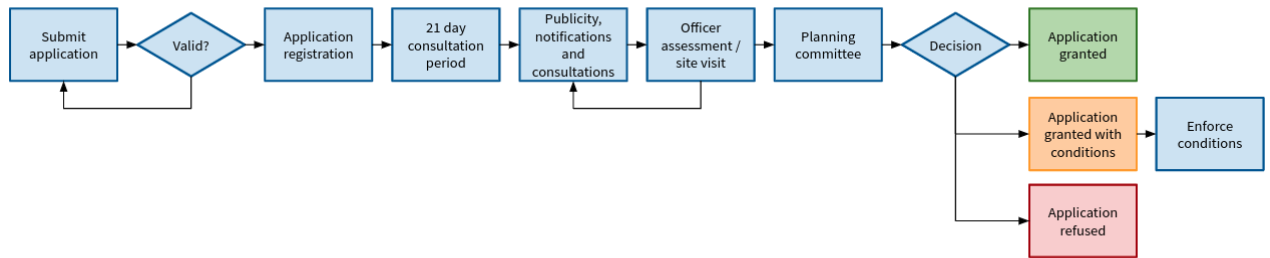 Submit
application
Valid?
Application
registration
21 day
consultation
period
Publicity,
notifications
and
consultations
Officer
assessment /
site visit
Planning
committee
Decision
Application
granted
Application
granted with
conditions
Enforce
conditions
Application
refused